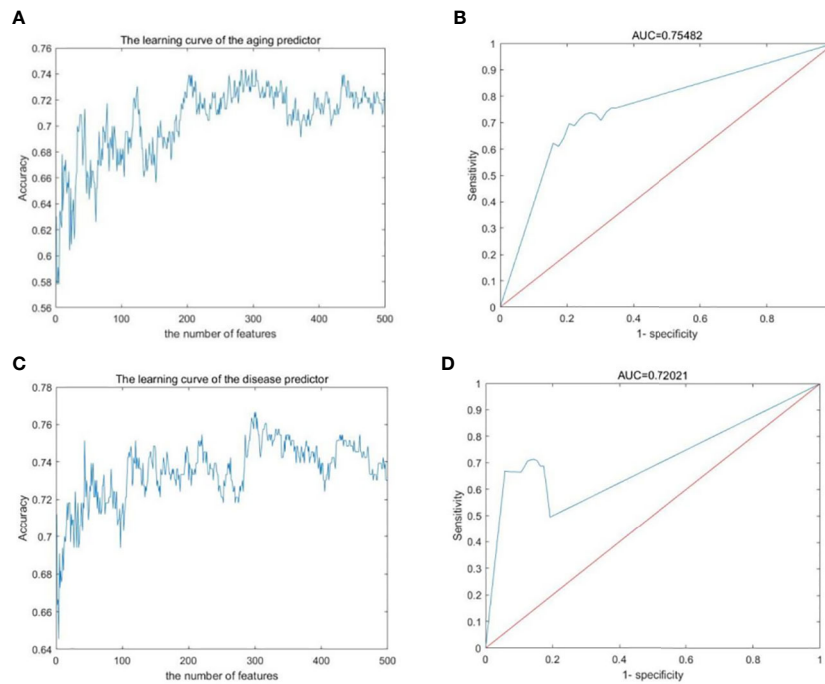 A
The learning curve of the aging predictor
0.76
0.74
0.72
0.7
0.68
0.66
0.64
0.62
0.6
0.58
0.56
Accuracy
0 100 200 300 400 500
the number of features
B
AUC=0.75482
1
0.9
0.8
0.7
0.6
0.5
0.4
0.3
0.2
0.1
0
Sensitivity
0 0.2 0.4 0.6 0.8
1- specificity
C
The learning curve of the disease predictor
0.78
0.76
0.74
0.72
0.7
0.68
0.66
0.64
Accuracy
0 100 200 300 400 500
the number of features
D
AUC=0.72021
1
0.9
0.8
0.7
0.6
0.5
0.4
0.3
0.2
0.1
0
Sensitivity
0 0.2 0.4 0.6 0.8 1
1- specificity